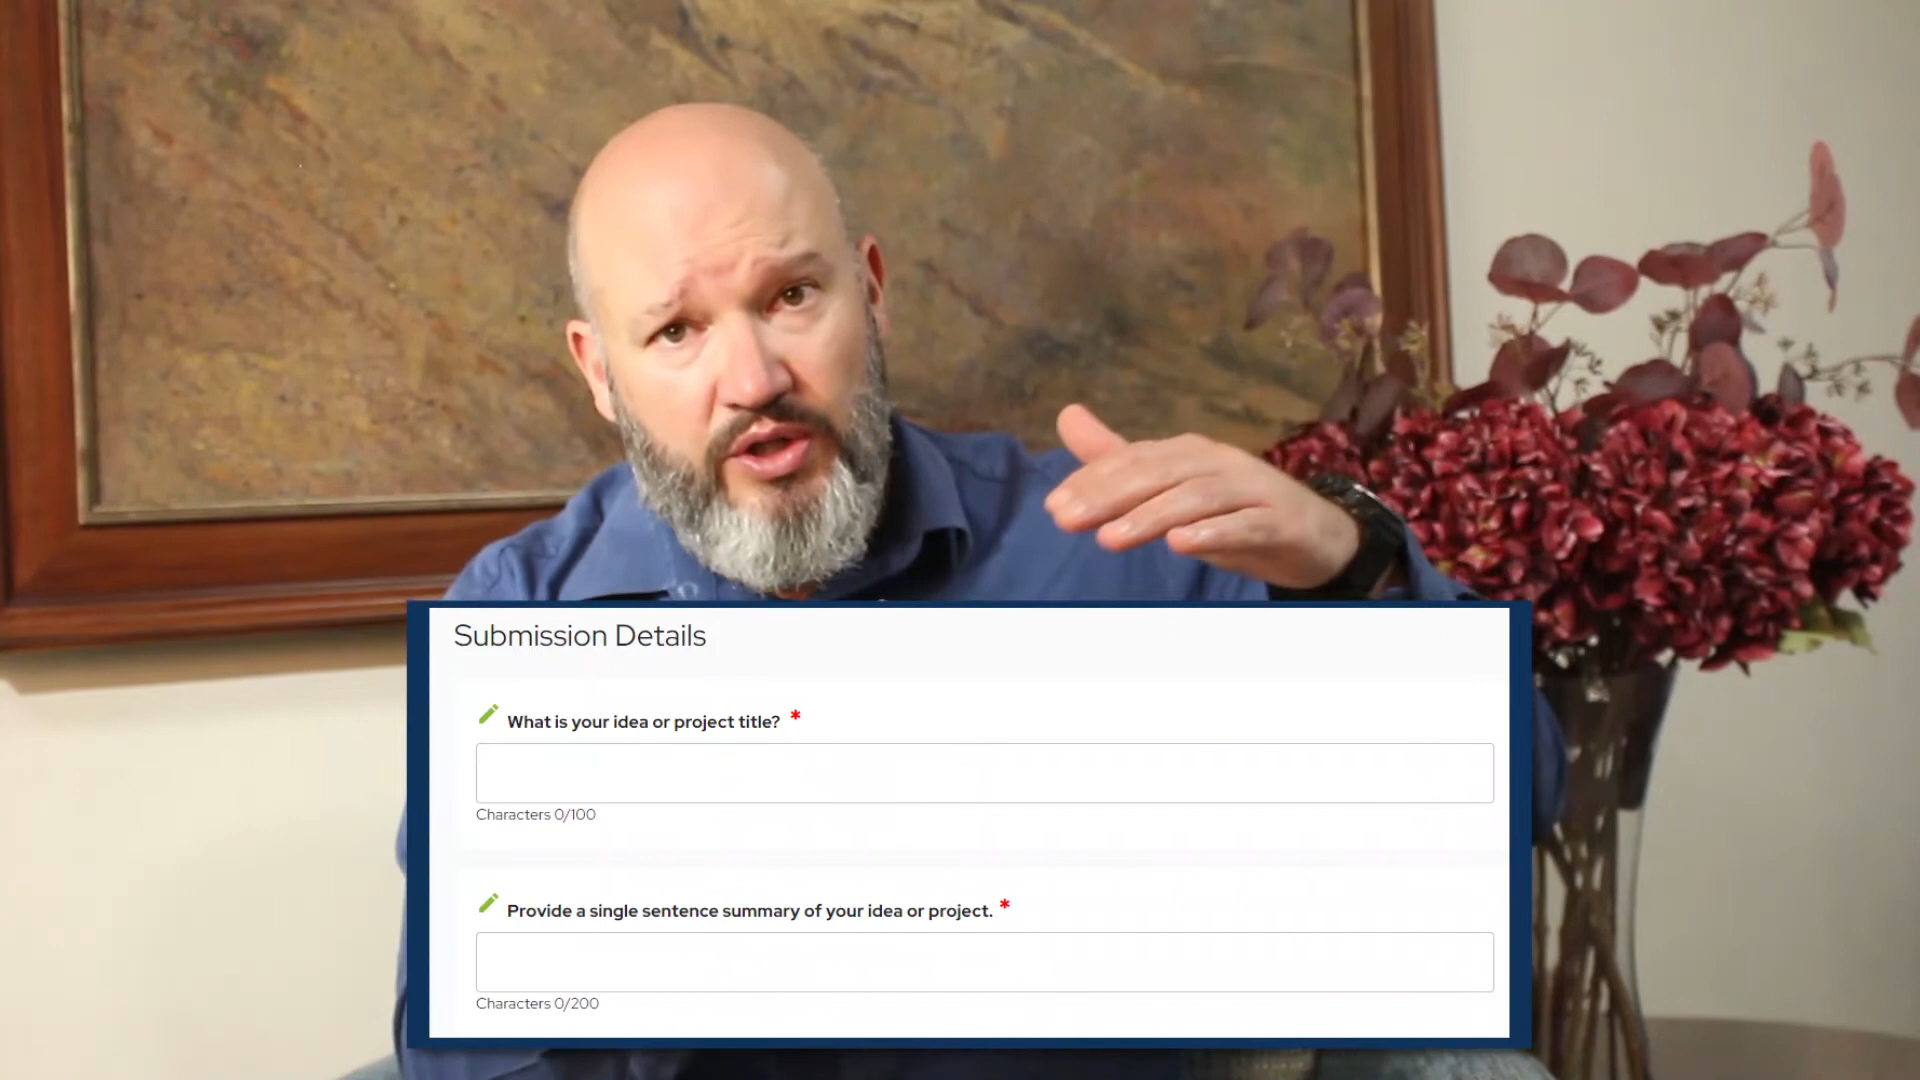 Submission Details
What is your idea or project title? *
Characters 0/100
Provide a single sentence summary of your idea or project. *
Characters 0/200